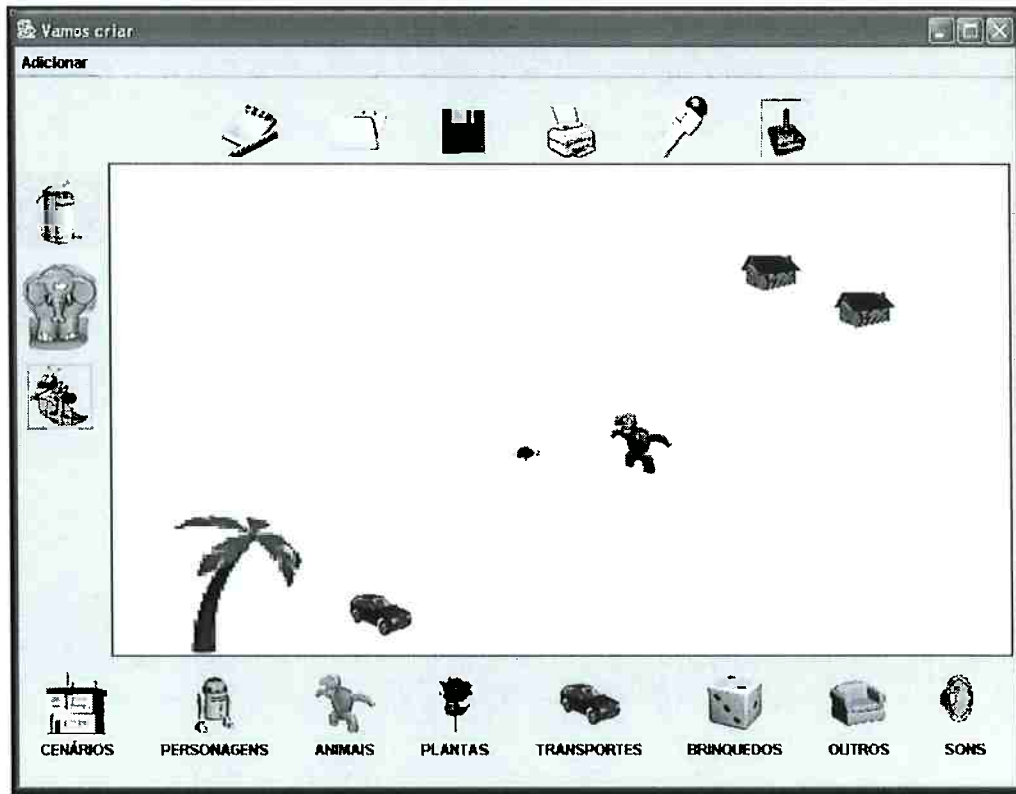 Vamos criar
Adicionar
CENÁRIOS PERSONAGENS ANIMAIS PLANTAS TRANSPORTES BRINQUEDOS OUTROS SONS